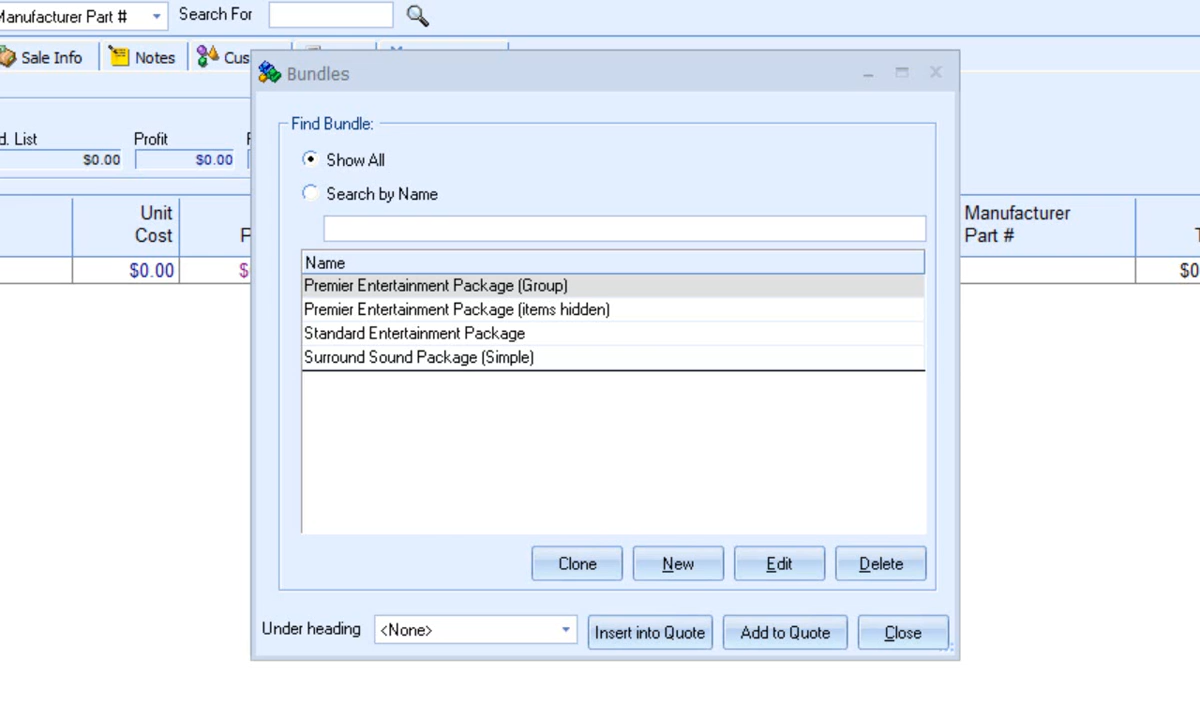 Manufacturer Part # Search For
Sale Info Notes
Bundles
Find Bundle:
List Profit
$0.00 $0.00
Show All
Search by Name
Unit
Cost
$0.00 $
Manufacturer
Part #
Name
Premier Entertainment Package (Group)
Premier Entertainment Package (items hidden)
Standard Entertainment Package
Surround Sound Package (Simple)
Clone New Edit Delete
Under heading <None> Insert into Quote Add to Quote Close